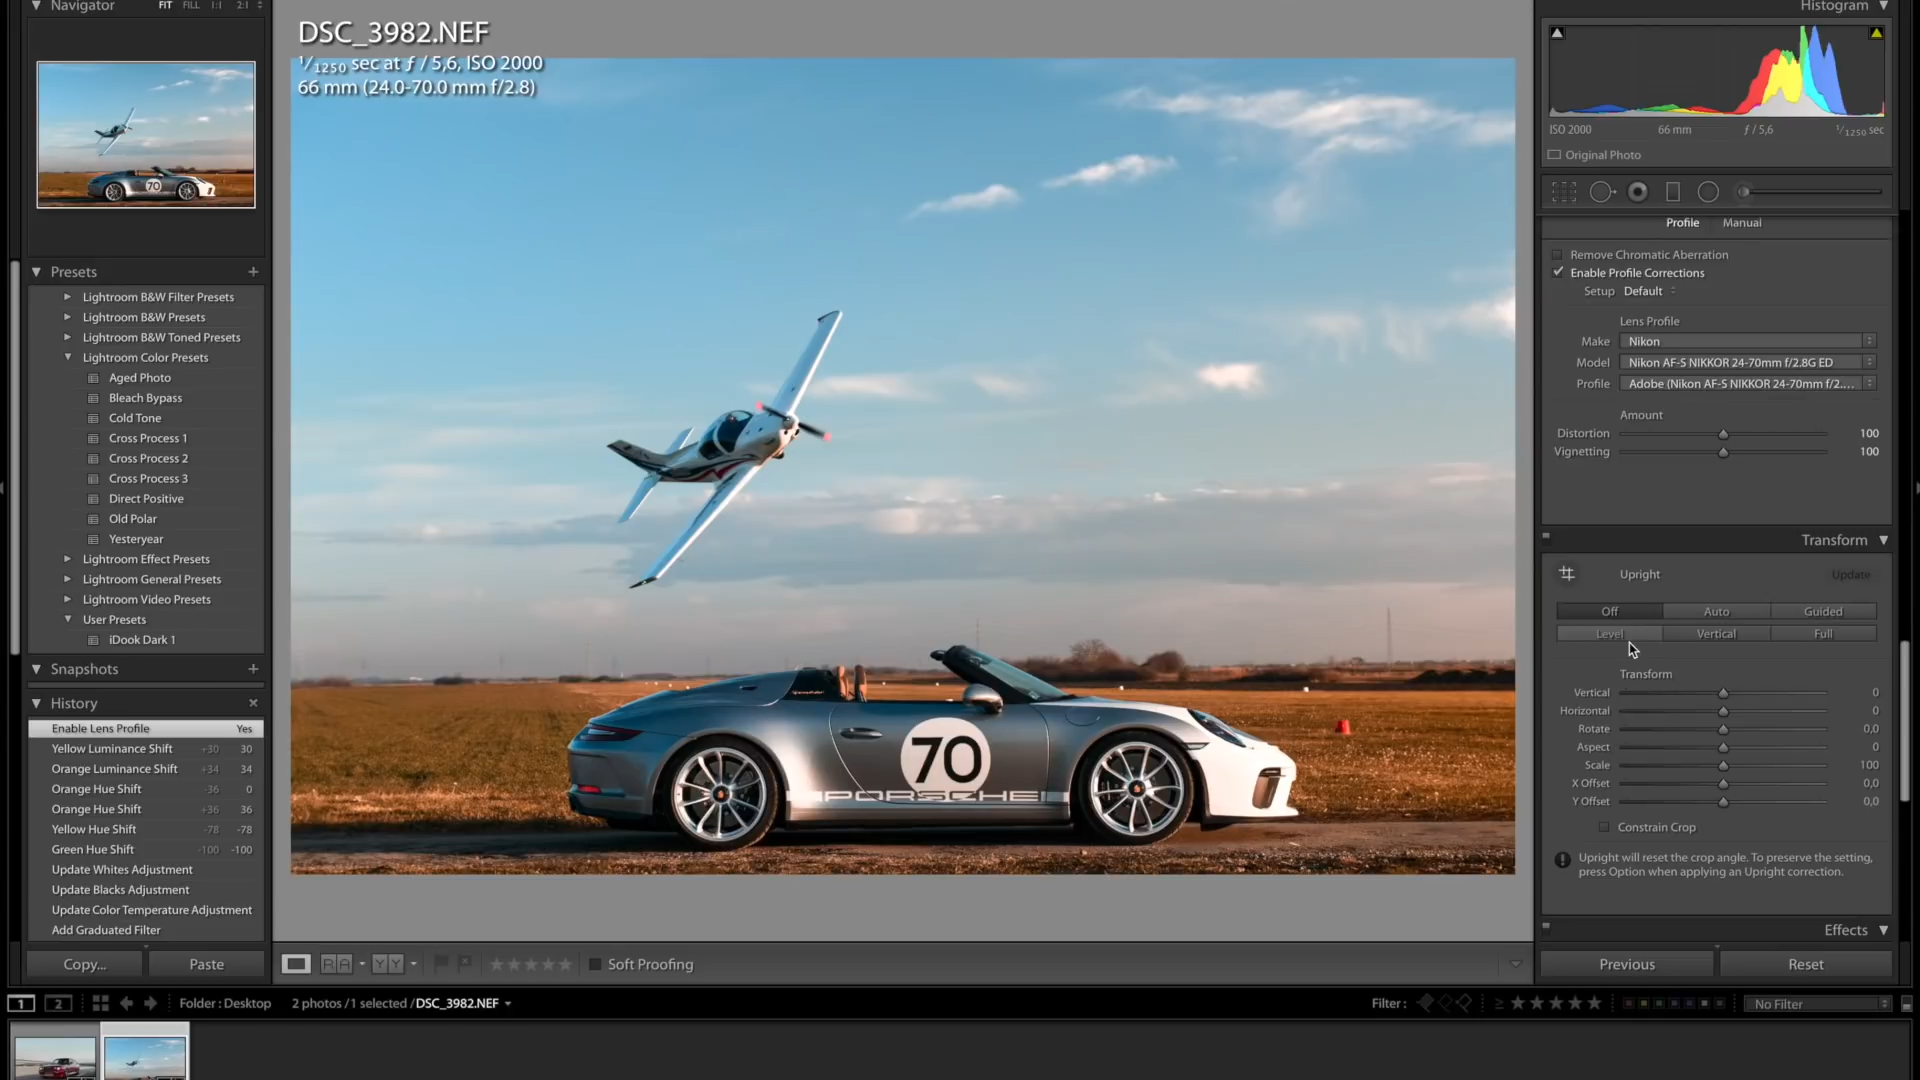 Navigator
FIT FILL 1:1 2:1
Presets +
Lightroom B&W Filter Presets
Lightroom B&W Presets
Lightroom B&W Toned Presets
Lightroom Color Presets
Aged Photo
Bleach Bypass
Cold Tone
Cross Process 1
Cross Process 2
Cross Process 3
Direct Positive
Old Polar
Yesteryear
Lightroom Effect Presets
Lightroom General Presets
Lightroom Video Presets
User Presets
iDook Dark 1
Snapshots +
History ×
Enable Lens Profile Yes
Yellow Luminance Shift +30 30
Orange Luminance Shift +34 34
Orange Hue Shift -36 0
Orange Hue Shift +36 36
Yellow Hue Shift -78 -78
Green Hue Shift -100 -100
Update Whites Adjustment
Update Blacks Adjustment
Update Color Temperature Adjustment
Add Graduated Filter
Copy... Paste
DSC_3982.NEF
1/1250 sec at ƒ / 5,6, ISO 2000
66 mm (24.0-70.0 mm f/2.8)
70
PORSCHE
RA YY Soft Proofing
Histogram
ISO 2000 66 mm ƒ / 5,6 1/1250 sec
Original Photo
Profile Manual
Remove Chromatic Aberration
Enable Profile Corrections
Setup Default
Lens Profile
Make Nikon
Model Nikon AF-S NIKKOR 24-70mm f/2.8G ED
Profile Adobe (Nikon AF-S NIKKOR 24-70mm f/2....
Amount
Distortion 100
Vignetting 100
Transform
Upright Update
Off Auto Guided
Level Vertical Full
Transform
Vertical 0
Horizontal 0
Rotate 0,0
Aspect 0
Scale 100
X Offset 0,0
Y Offset 0,0
Constrain Crop
Upright will reset the crop angle. To preserve the setting,
press Option when applying an Upright correction.
Effects
Previous Reset
1 2 Folder : Desktop 2 photos / 1 selected / DSC_3982.NEF Filter : ≥ No Filter